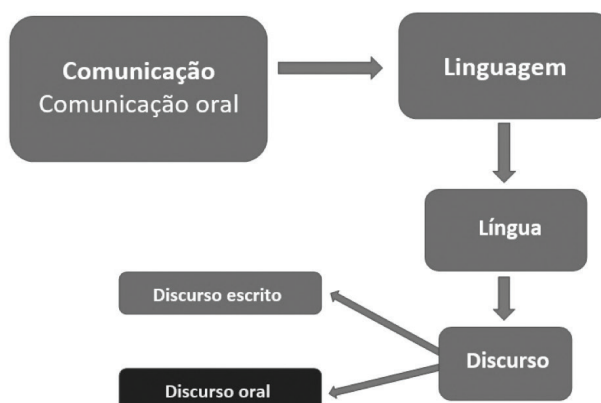 Comunicação
Comunicação oral
Linguagem
Língua
Discurso escrito
Discurso
Discurso oral